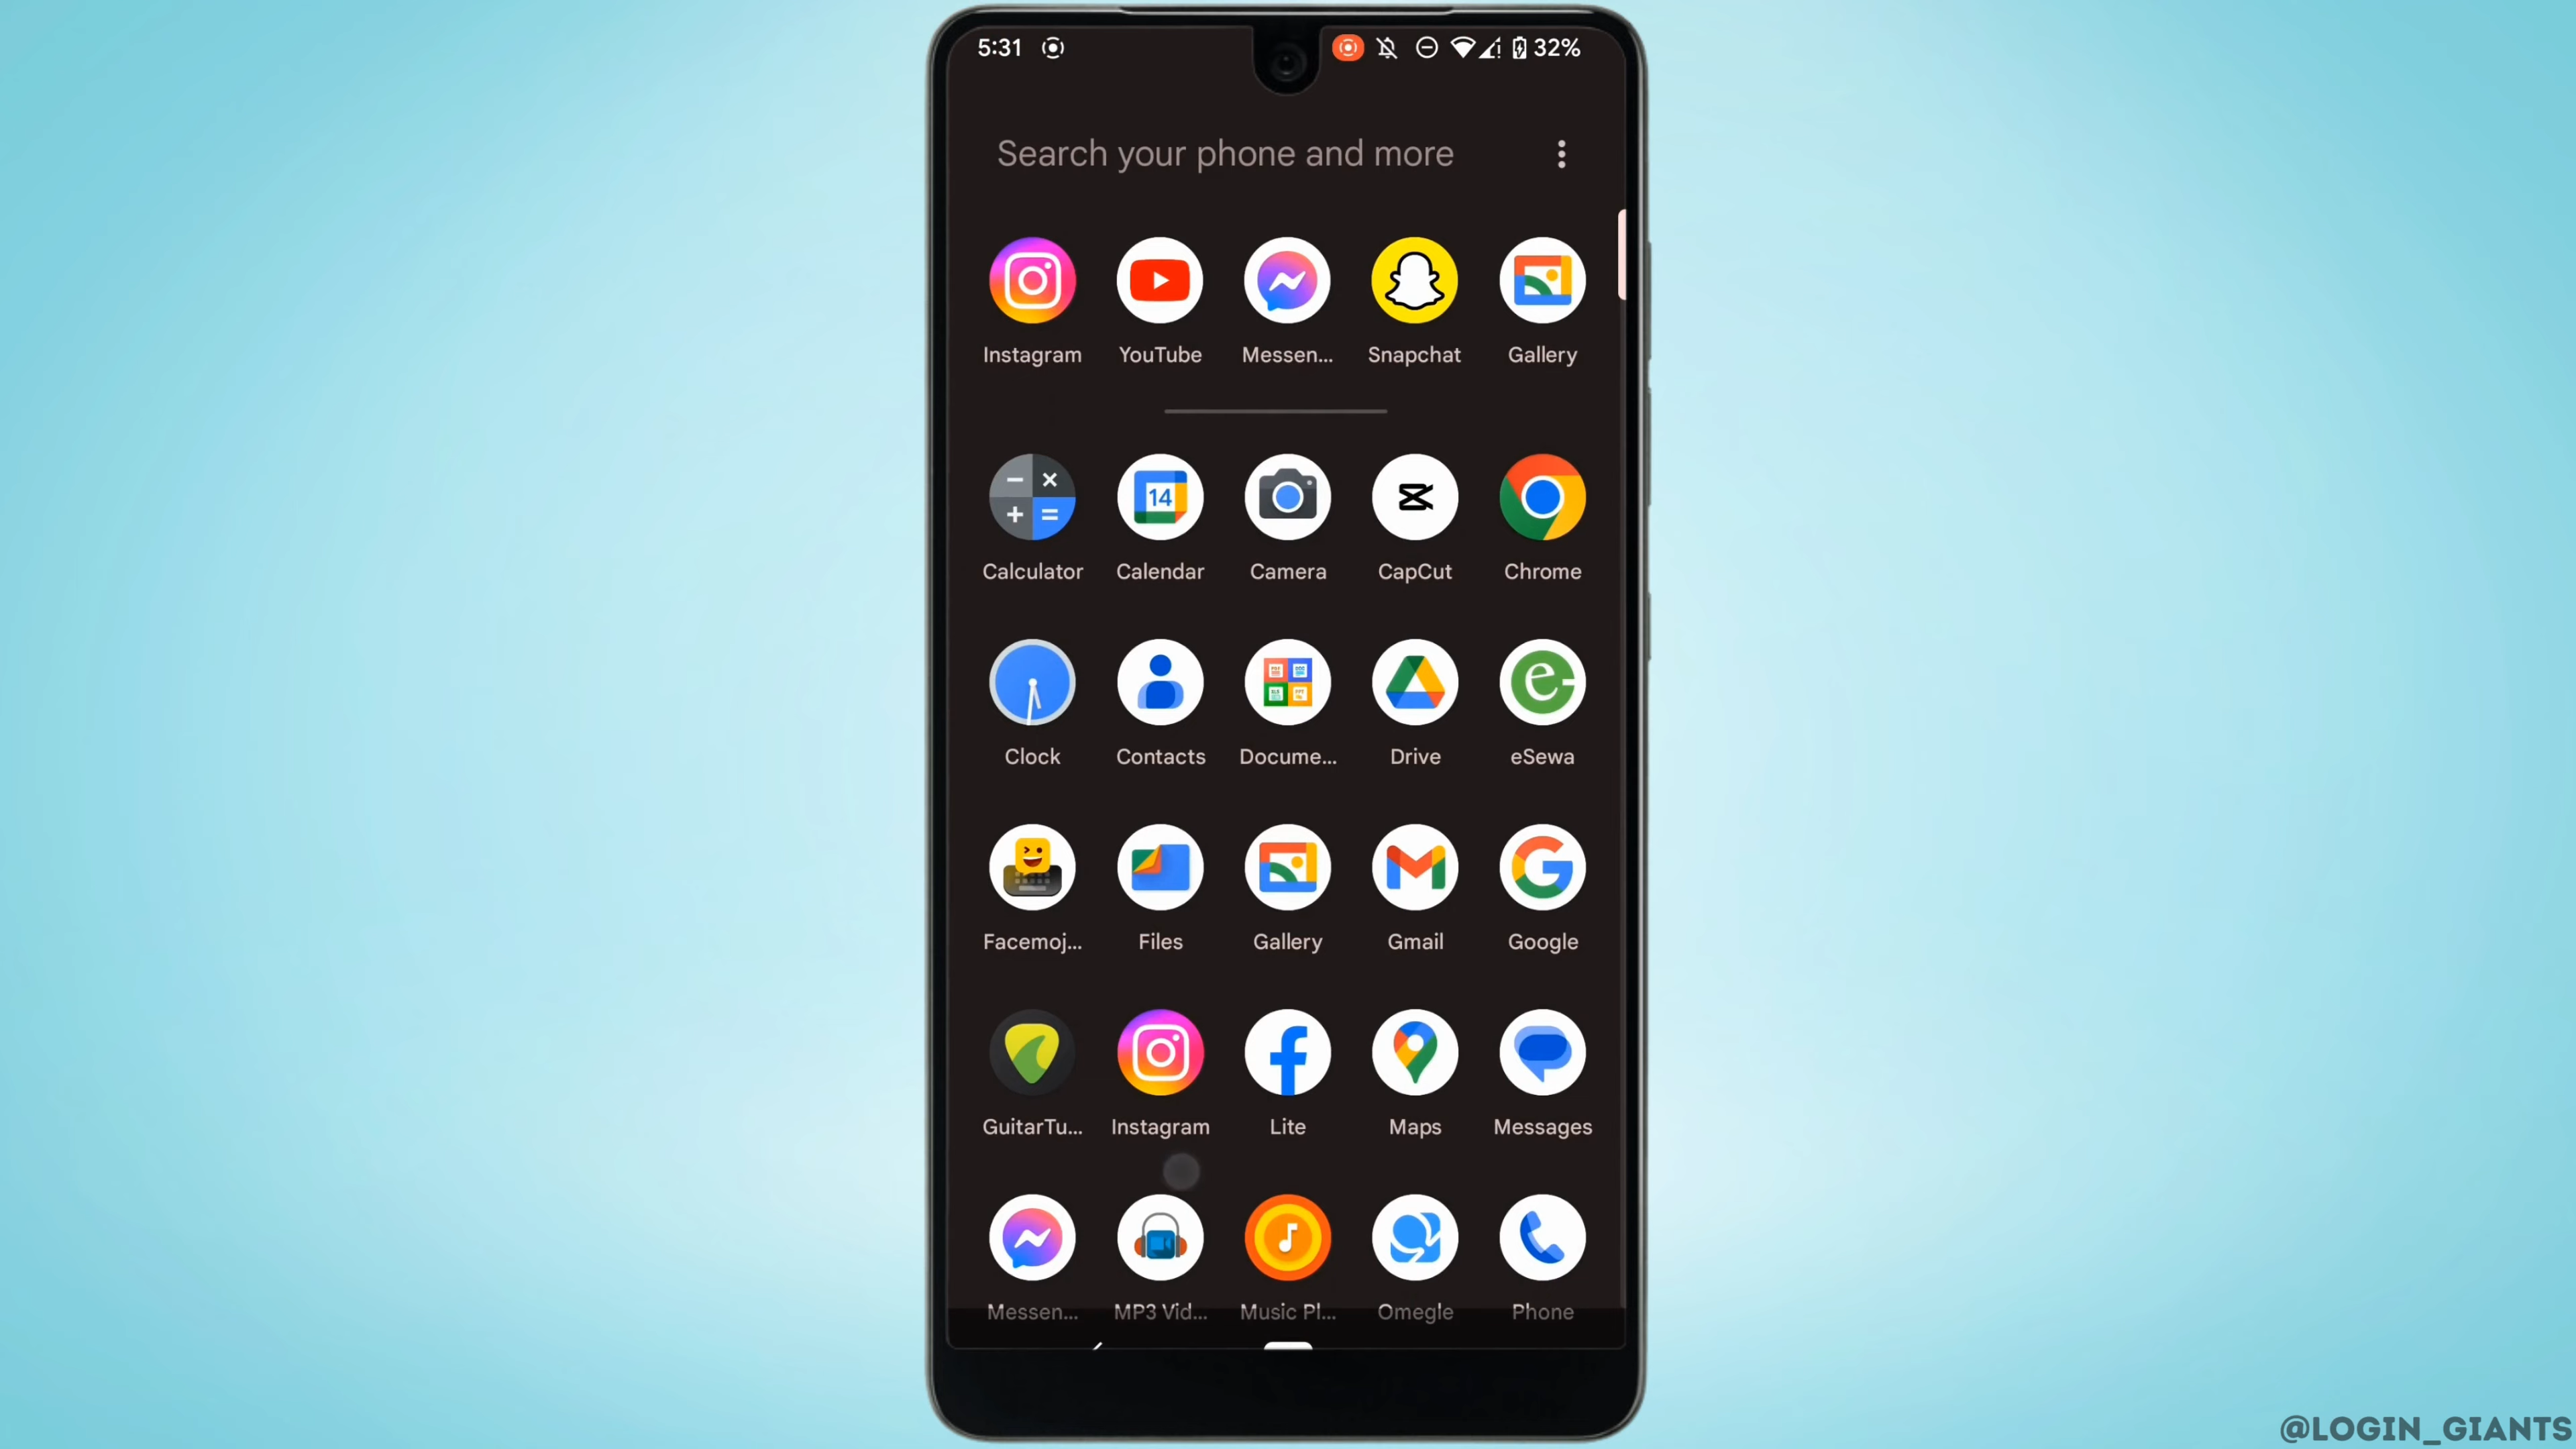 5:31 32%
Search your phone and more
Instagram YouTube Messen... Snapchat Gallery
14
Calculator Calendar Camera CapCut Chrome
Clock Contacts Docume... Drive eSewa
Facemoj... Files Gallery Gmail Google
GuitarTu... Instagram Lite Maps Messages
Messen... MP3 Vid... Music Pl... Omegle Phone
@LOGIN_GIANTS